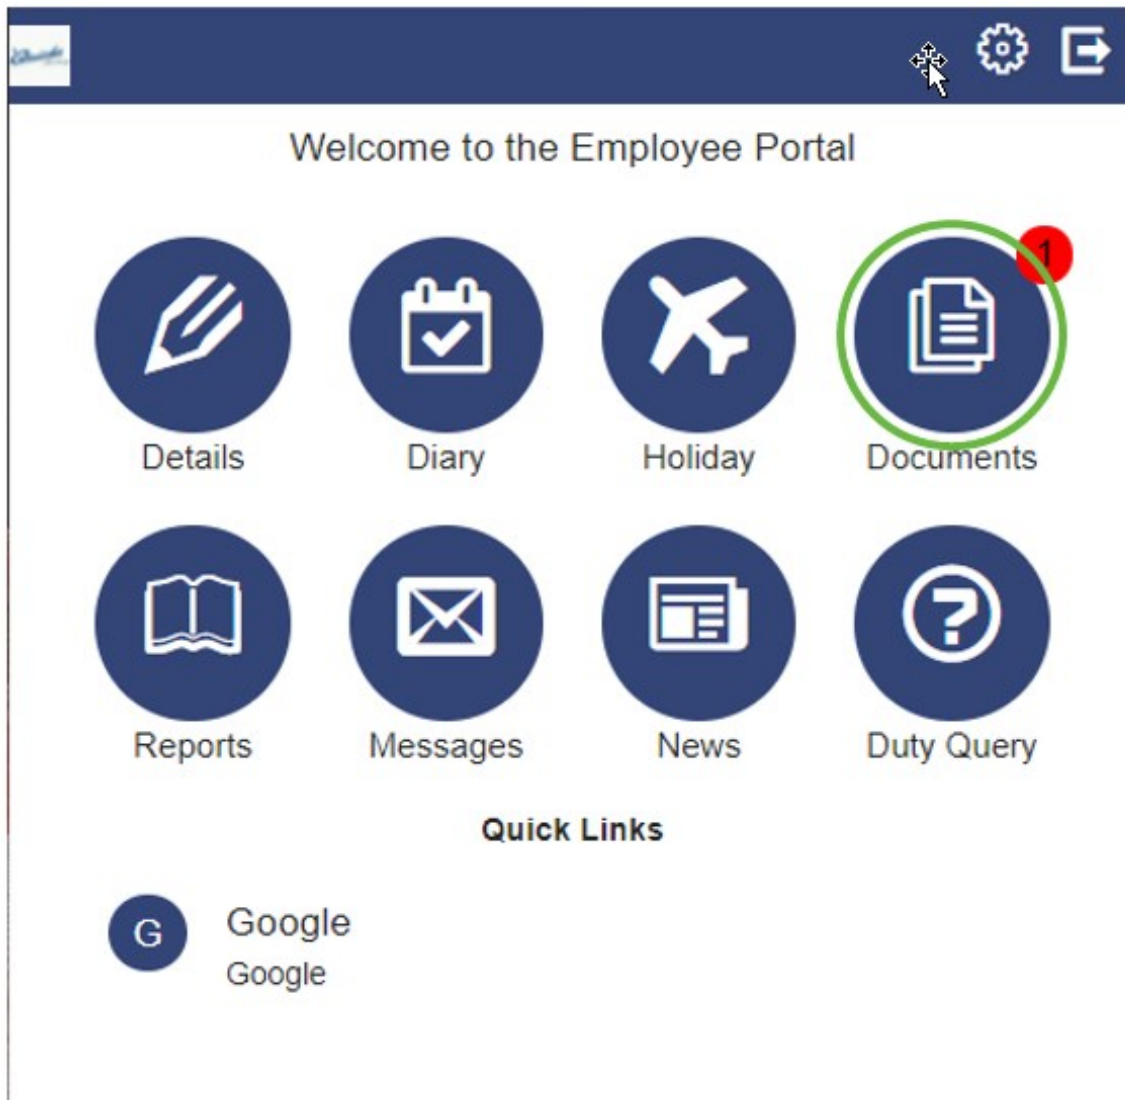 Welcome to the Employee Portal
1
Details Diary Holiday Documents
Reports Messages News Duty Query
Quick Links
G Google
Google